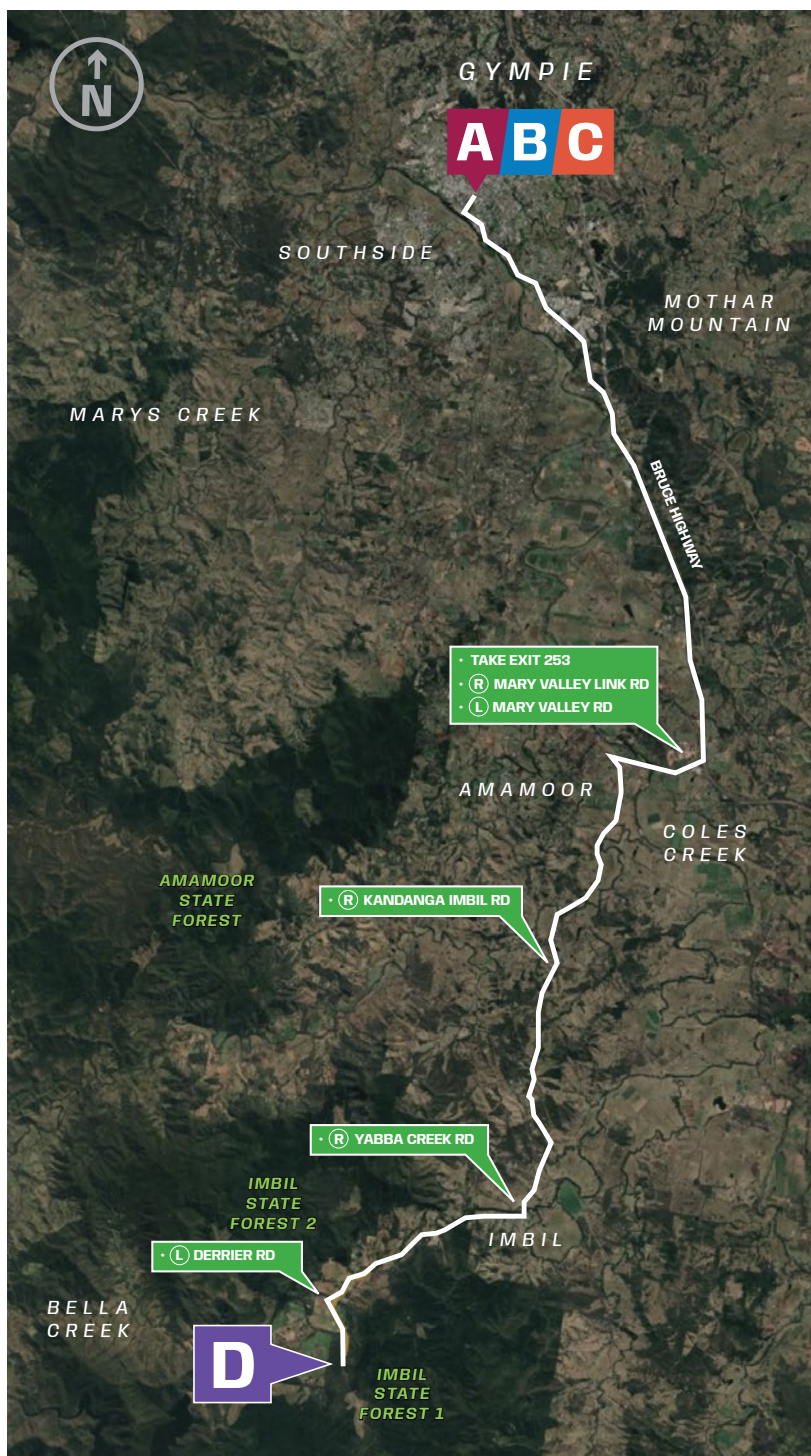 N
GYMPIE
A B C
SOUTHSIDE
MOTHAR
MOUNTAIN
MARYS CREEK
BRUCE HIGHWAY
• TAKE EXIT 253
• R MARY VALLEY LINK RD
• L MARY VALLEY RD
AMAMOOR
COLES
CREEK
AMAMOOR
STATE
FOREST
• R KANDANGA IMBIL RD
• R YABBA CREEK RD
IMBIL
STATE
FOREST 2
IMBIL
• L DERRIER RD
BELLA
CREEK
D
IMBIL
STATE
FOREST 1